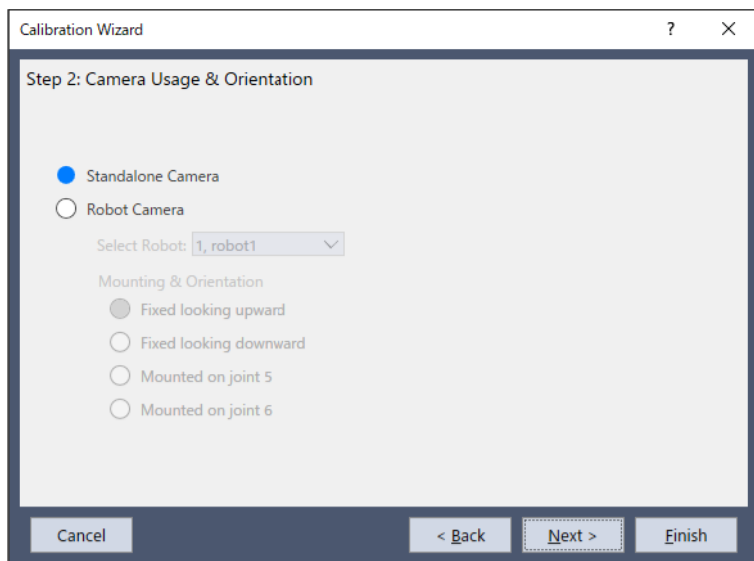 Calibration Wizard ?
Step 2: Camera Usage & Orientation
Standalone Camera
Robot Camera
Select Robot: 1, robot1
Mounting & Orientation
Fixed looking upward
Fixed looking downward
Mounted on joint 5
Mounted on joint 6
Cancel < Back Next > Finish